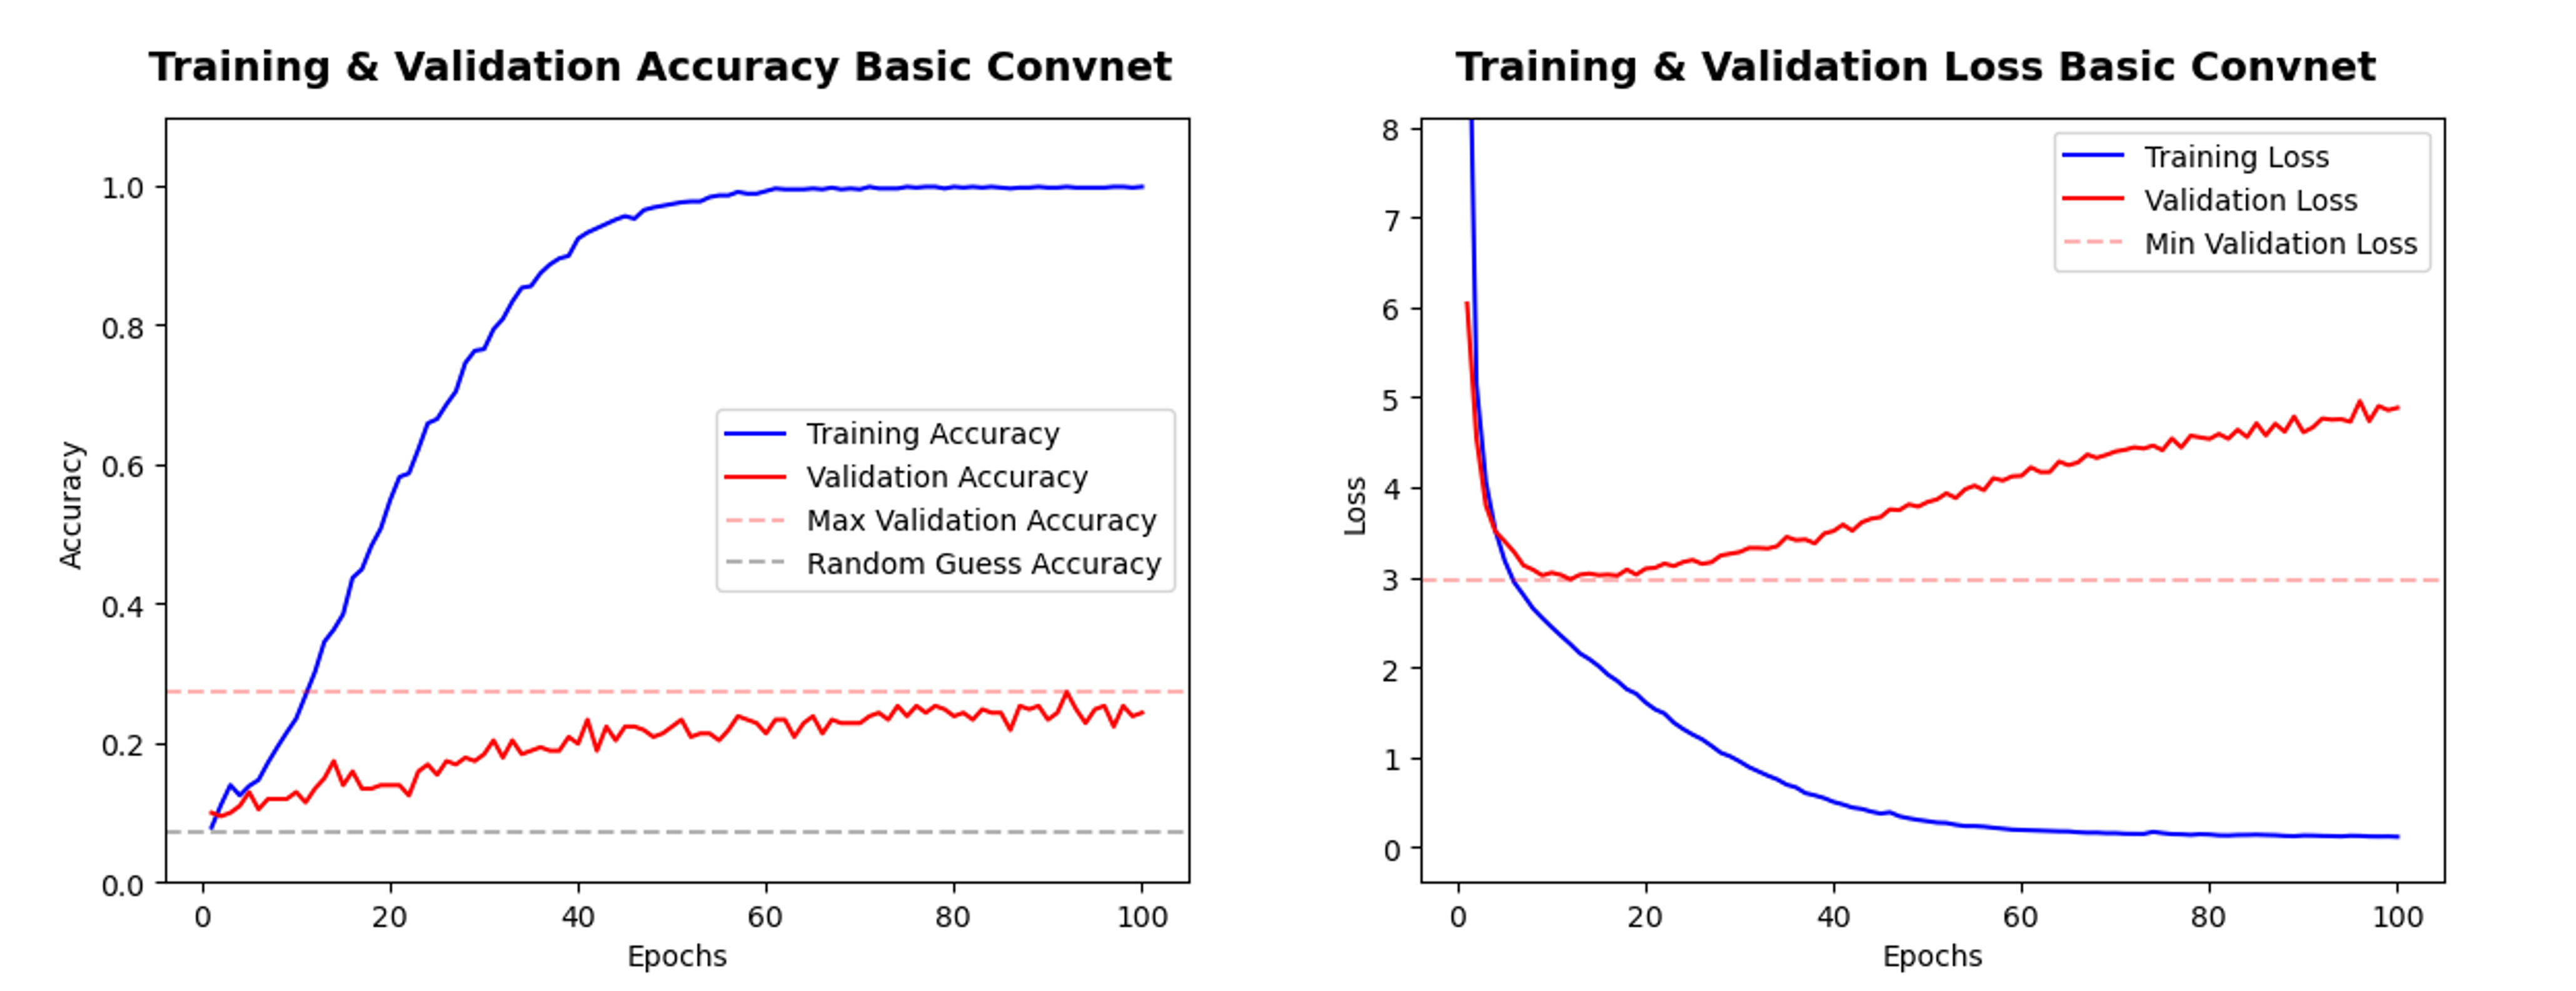 Training & Validation Accuracy Basic Convnet
1.0
0.8
0.6
0.4
0.2
0.0
Accuracy
Training Accuracy
Validation Accuracy
Max Validation Accuracy
Random Guess Accuracy
0 20 40 60 80 100
Epochs
Training & Validation Loss Basic Convnet
8
7
6
5
4
3
2
1
0
Loss
Training Loss
Validation Loss
Min Validation Loss
0 20 40 60 80 100
Epochs